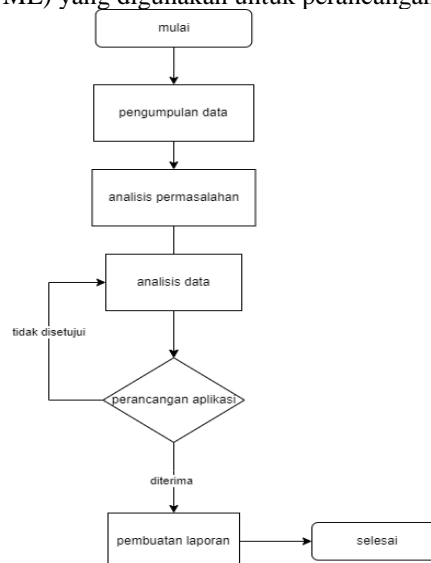 ML) yang digunakan untuk perancangan
mulai
pengumpulan data
analisis permasalahan
analisis data
tidak disetujui
perancangan aplikasi
diterima
pembuatan laporan
selesai